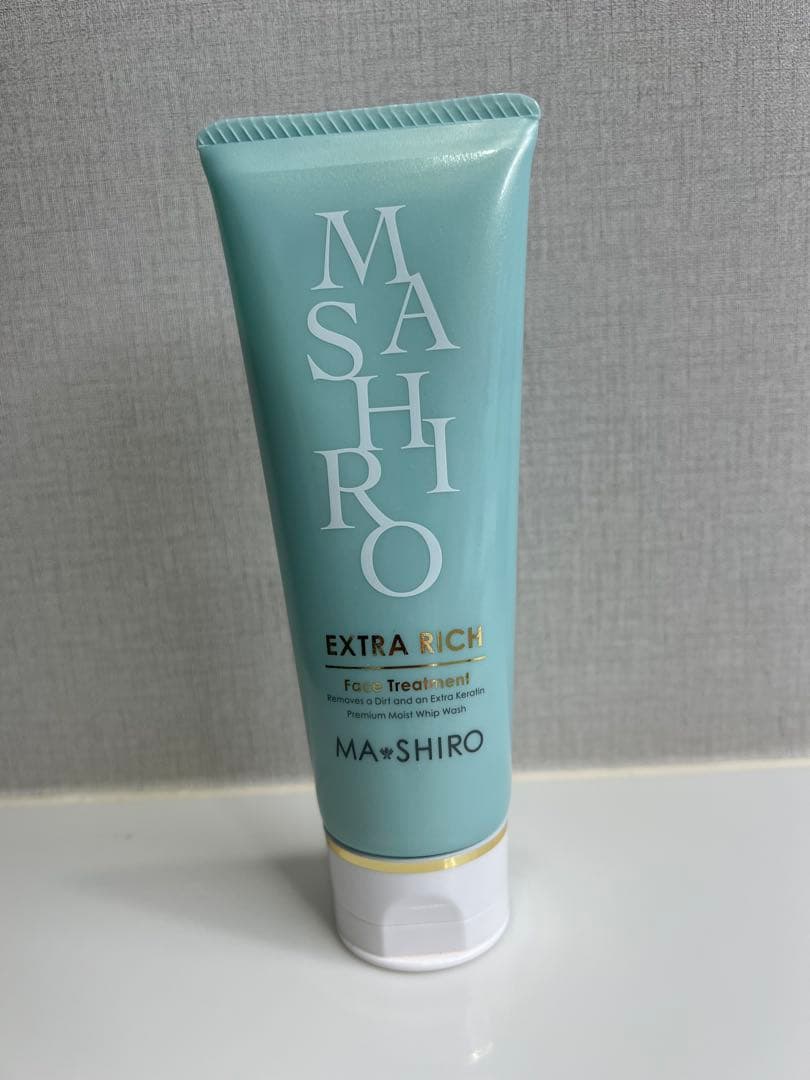 MASHIRO
EXTRA RICH
Face Treatment
Removes a Dirt and an Extra Keratin
Premium Moist Whip Wash
MA SHIRO